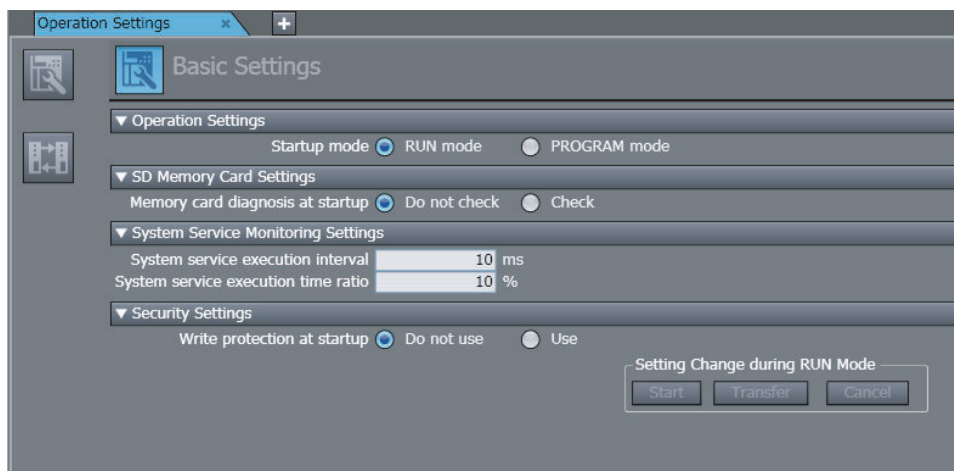 Operation Settings
Basic Settings
▼ Operation Settings
Startup mode RUN mode PROGRAM mode
▼ SD Memory Card Settings
Memory card diagnosis at startup Do not check Check
▼ System Service Monitoring Settings
System service execution interval 10 ms
System service execution time ratio 10 %
▼ Security Settings
Write protection at startup Do not use Use
Setting Change during RUN Mode
Start Transfer Cancel